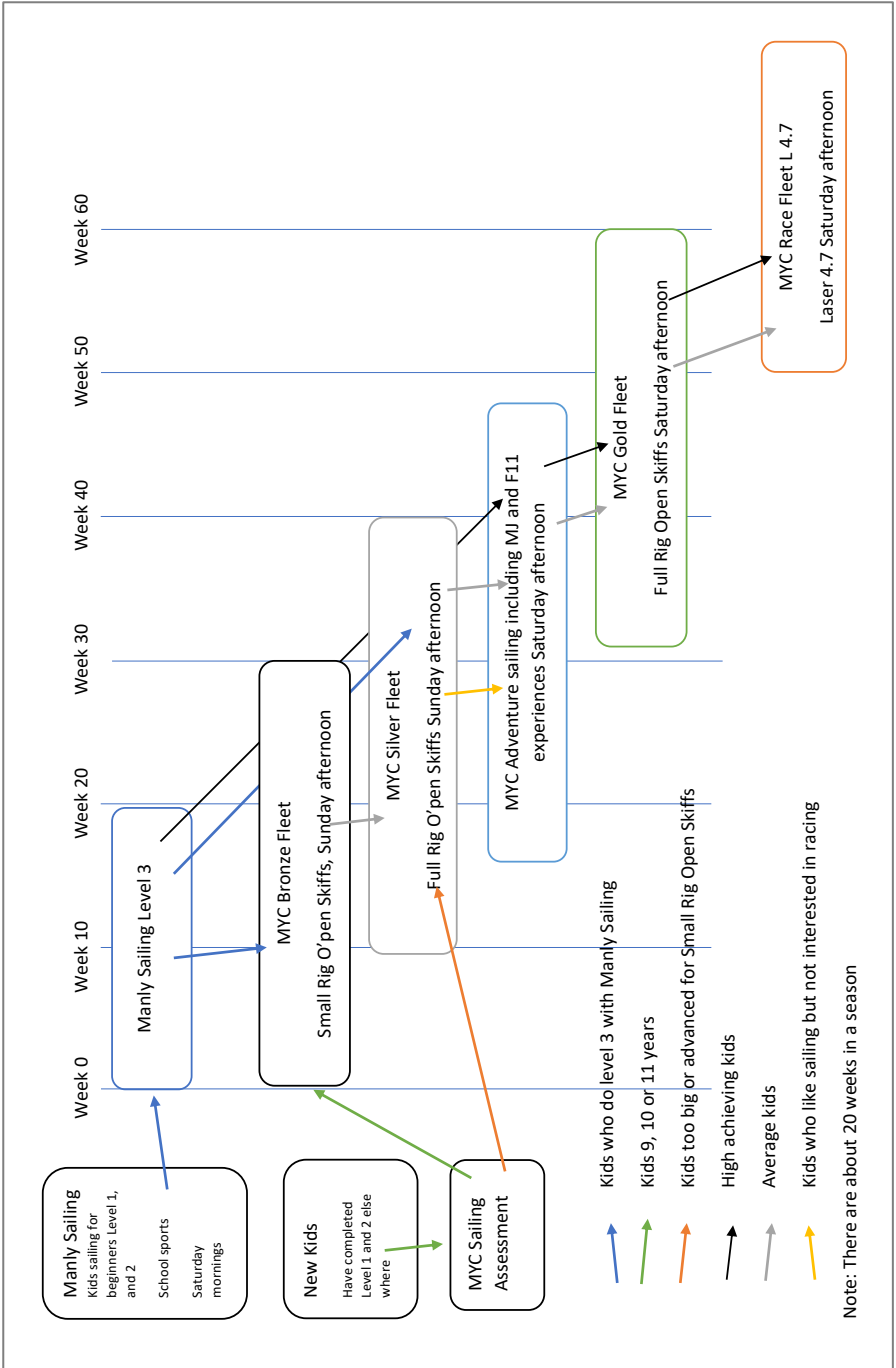 Week 0
Week 10
Week 20
Week 30
Week 40
Week 50
Week 60
Manly Sailing
Kids sailing for
beginners Level 1,
and 2
School sports
Saturday
mornings
Manly Sailing Level 3
New Kids
Have completed
Level 1 and 2 else
where
MYC Bronze Fleet
Small Rig O'pen Skiffs, Sunday afternoon
MYC Sailing
Assessment
MYC Silver Fleet
Full Rig O'pen Skiffs Sunday afternoon
MYC Adventure sailing including MJ and F11
experiences Saturday afternoon
MYC Gold Fleet
Full Rig Open Skiffs Saturday afternoon
MYC Race Fleet L 4.7
Laser 4.7 Saturday afternoon
Kids who do level 3 with Manly Sailing
Kids 9, 10 or 11 years
Kids too big or advanced for Small Rig Open Skiffs
High achieving kids
Average kids
Kids who like sailing but not interested in racing
Note: There are about 20 weeks in a season